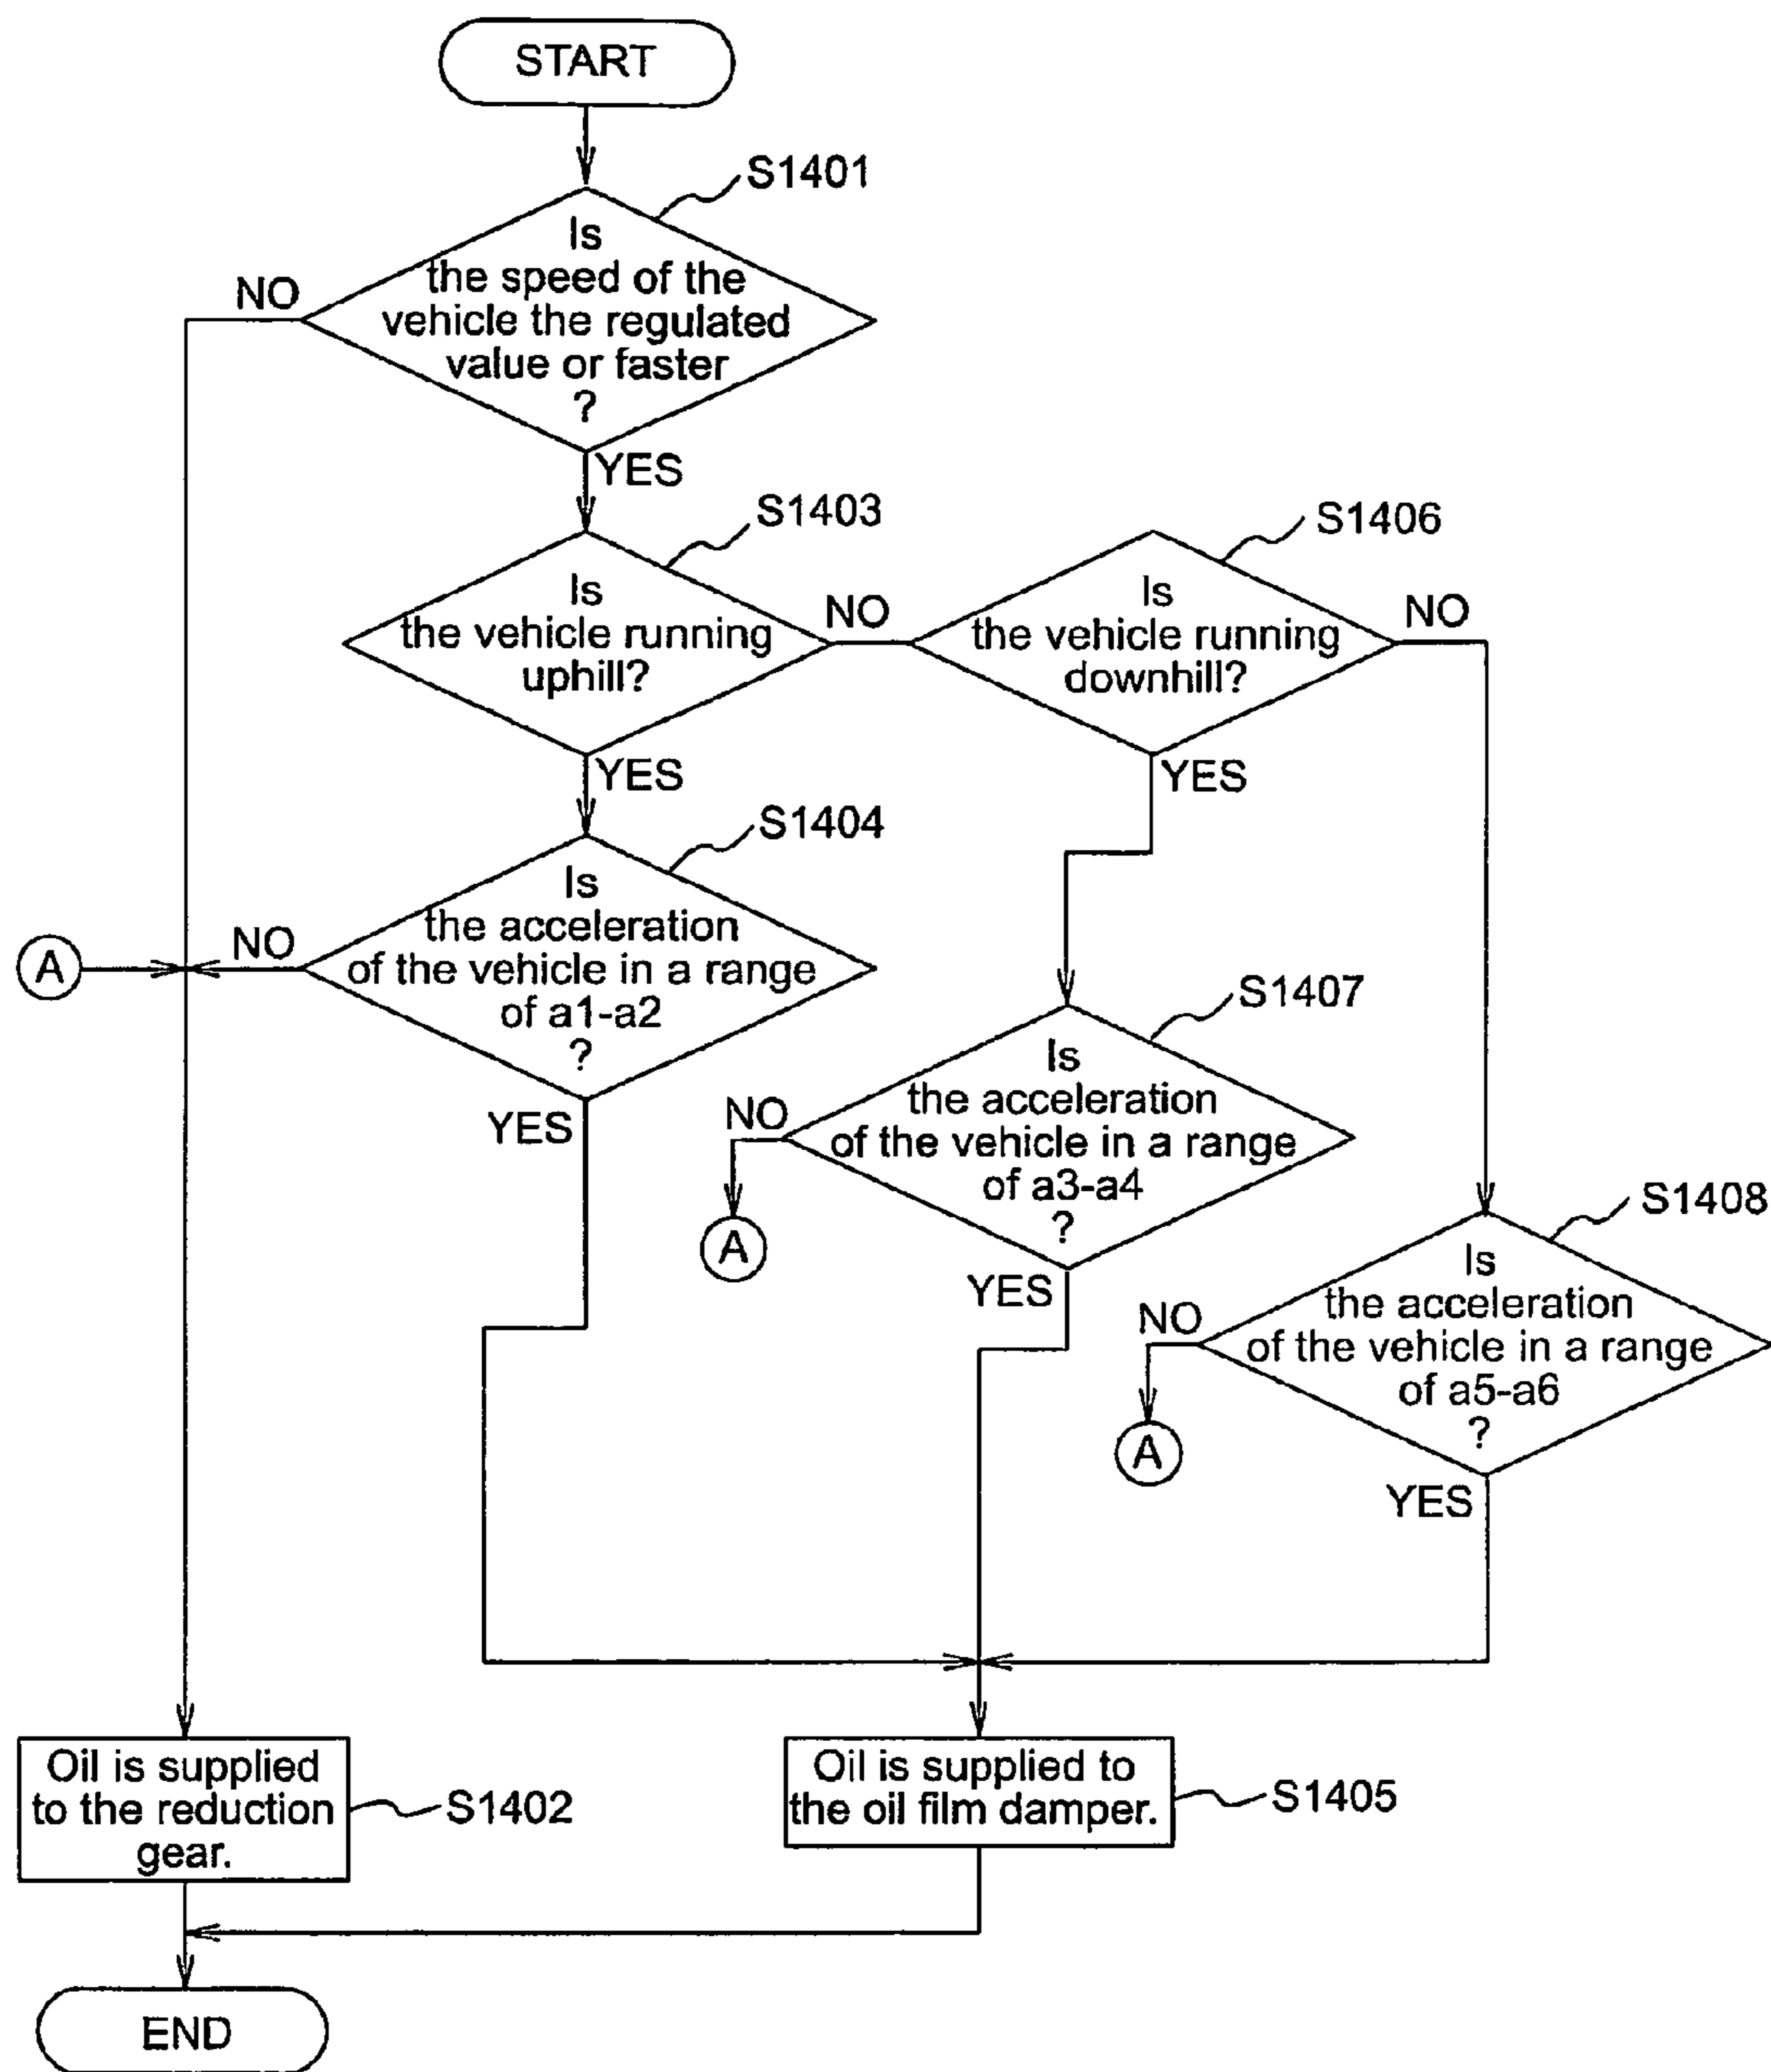 START
S1401
Is
the speed of the
vehicle the regulated
value or faster
?
NO
YES
S1403
Is
the vehicle running
uphill?
NO
YES
S1406
Is
the vehicle running
downhill?
NO
YES
S1404
Is
the acceleration
of the vehicle in a range
of a1-a2
?
NO
A
YES
S1407
Is
the acceleration
of the vehicle in a range
of a3-a4
?
NO
A
YES
S1408
Is
the acceleration
of the vehicle in a range
of a5-a6
?
NO
A
YES
Oil is supplied
to the reduction
gear.
S1402
Oil is supplied to
the oil film damper.
S1405
END